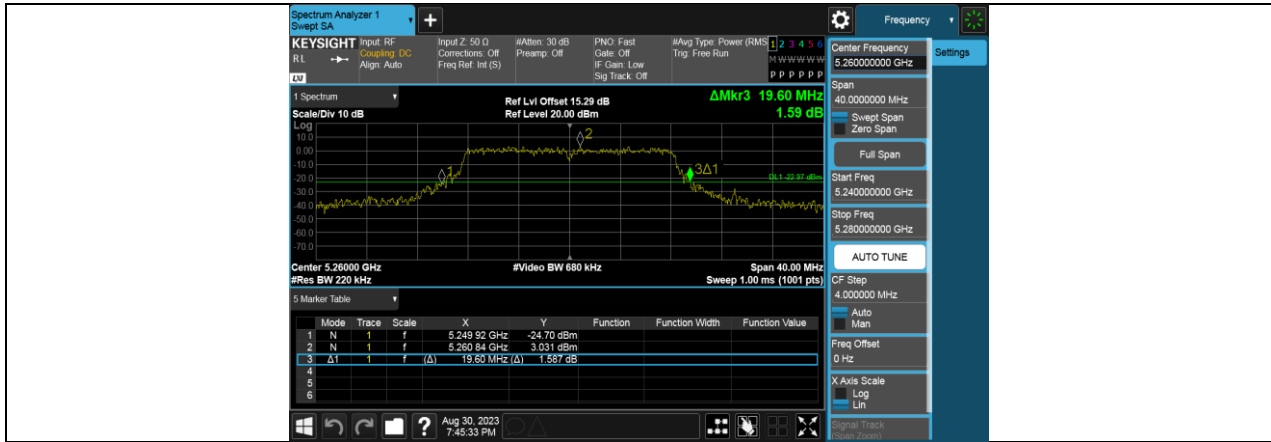 Spectrum Analyzer 1
Swept SA
+
Frequency
KEYSIGHT Input: RF Input Z: 50 Ω #Atten: 30 dB PNO: Fast #Avg Type: Power (RMS 1 2 3 4 5 6
RL Coupling: DC Corrections: Off Preamp: Off Gate: Off Trig: Free Run M W W W W W
Align: Auto Freq Ref: Int (S) IF Gain: Low
LXI Sig Track: Off P P P P P P
1 Spectrum
Ref Lvl Offset 15.29 dB ΔMkr3 19.60 MHz
Scale/Div 10 dB Ref Level 20.00 dBm 1.59 dB
Log
10.0
0.00
-10.0
-20.0
-30.0
-40.0
-50.0
-60.0
-70.0
1
2
3Δ1
DL1 -22.97 dBm
Center 5.26000 GHz #Video BW 680 kHz Span 40.00 MHz
#Res BW 220 kHz Sweep 1.00 ms (1001 pts)
5 Marker Table
Mode Trace Scale X Y Function Function Width Function Value
1 N 1 f 5.249 92 GHz -24.70 dBm
2 N 1 f 5.260 84 GHz 3.031 dBm
3 Δ1 1 f (Δ) 19.60 MHz (Δ) 1.587 dB
4
5
6
?
Aug 30, 2023
7:45:33 PM
Center Frequency
5.260000000 GHz
Settings
Span
40.0000000 MHz
Swept Span
Zero Span
Full Span
Start Freq
5.240000000 GHz
Stop Freq
5.280000000 GHz
AUTO TUNE
CF Step
4.000000 MHz
Auto
Man
Freq Offset
0 Hz
X Axis Scale
Log
Lin
Signal Track
(Span Zoom)